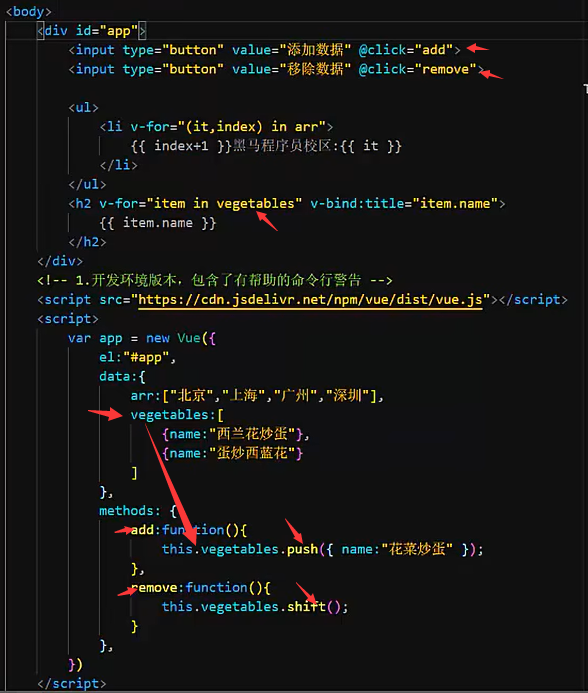 <body>
<div id="app">
<input type="button" value="添加数据" @click="add">
<input type="button" value="移除数据" @click="remove">
<ul>
<li v-for="(it,index) in arr">
{{ index+1 }}黑马程序员校区:{{ it }}
</li>
</ul>
<h2 v-for="item in vegetables" v-bind:title="item.name">
{{ item.name }}
</h2>
</div>
<!-- 1.开发环境版本，包含了有帮助的命令行警告 -->
<script src="https://cdn.jsdelivr.net/npm/vue/dist/vue.js"></script>
<script>
var app = new Vue({
el:"#app",
data:{
arr:["北京","上海","广州","深圳"],
vegetables:[
{name:"西兰花炒蛋"},
{name:"蛋炒西蓝花"}
]
},
methods: {
add:function(){
this.vegetables.push({ name:"花菜炒蛋" });
},
remove:function(){
this.vegetables.shift();
}
},
})
</script>